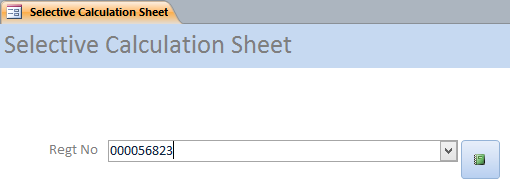 Selective Calculation Sheet
Selective Calculation Sheet
Regt No 000056823